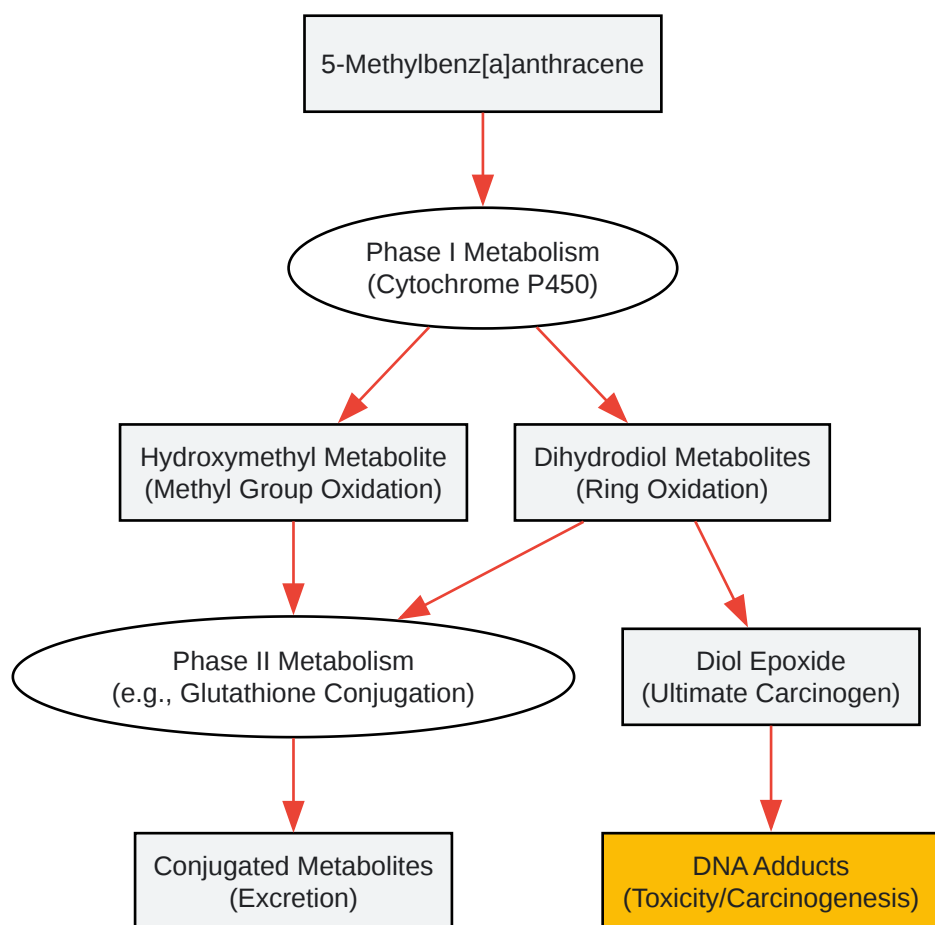 5-Methylbenz[a]anthracene
Phase I Metabolism
(Cytochrome P450)
Hydroxymethyl Metabolite
(Methyl Group Oxidation)
Dihydrodiol Metabolites
(Ring Oxidation)
Phase II Metabolism
(e.g., Glutathione Conjugation)
Diol Epoxide
(Ultimate Carcinogen)
Conjugated Metabolites
(Excretion)
DNA Adducts
(Toxicity/Carcinogenesis)